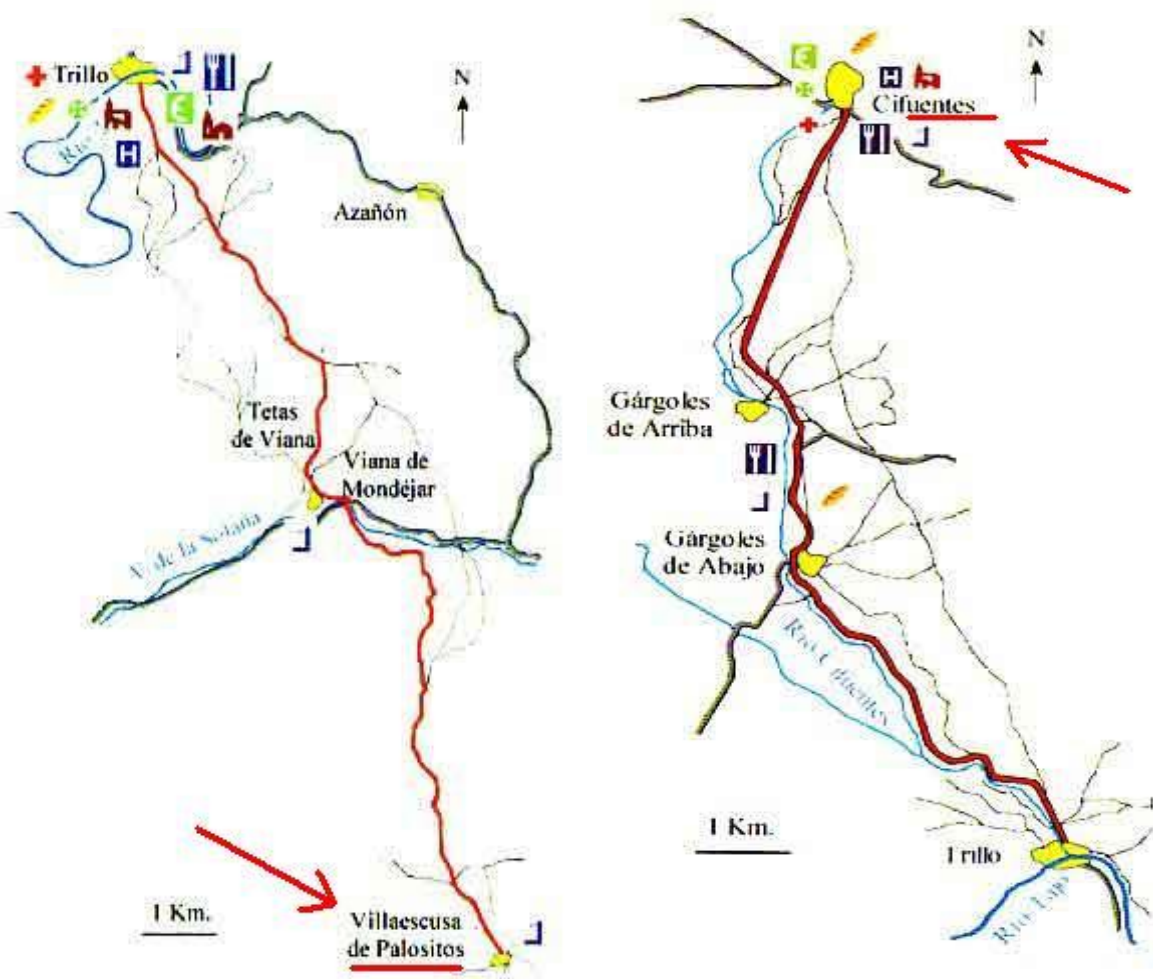 Trillo
N
Río
H
Azañón
Tetas
de Viana
Viana de
Mondéjar
A. de la Solana
1 Km.
Villaescusa
de Palositos
N
Cifuentes
H
Gárgoles
de Arriba
Gárgoles
de Abajo
Río Cifuentes
1 Km.
Trillo
Río Tajo